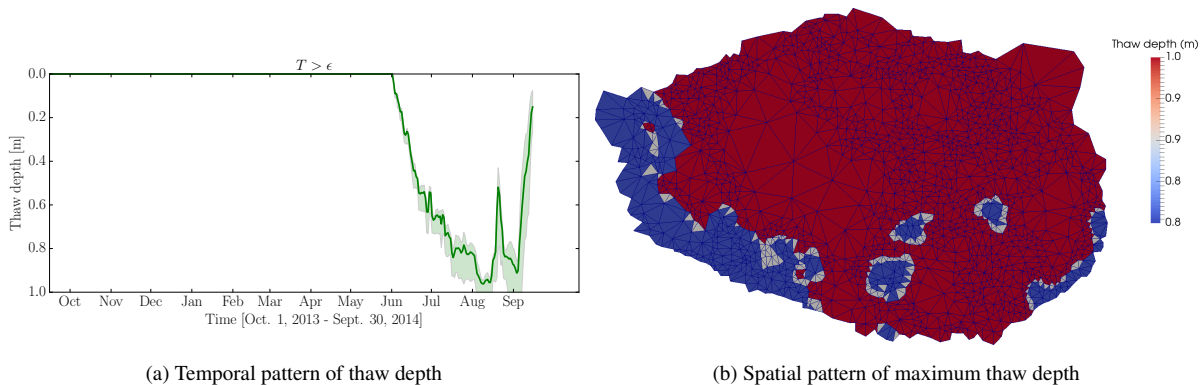 T > ϵ
0.0
0.2
0.4
0.6
0.8
1.0
Thaw depth [m]
Oct Nov Dec Jan Feb Mar Apr May Jun Jul Aug Sep
Time [Oct. 1, 2013 - Sept. 30, 2014]
(a) Temporal pattern of thaw depth
Thaw depth (m)
1.0
0.9
0.9
0.8
0.8
(b) Spatial pattern of maximum thaw depth